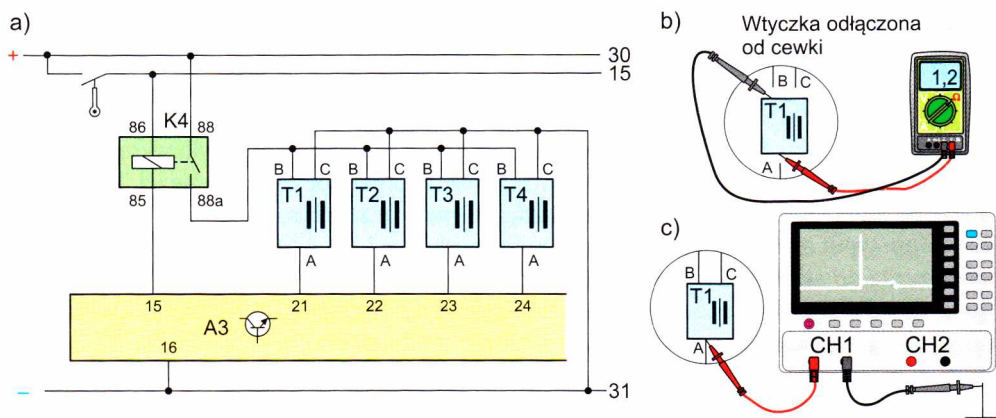 a)
+
30
15
86 K4 88
85 88a
B C B C B C B C
T1 T2 T3 T4
A A A A
15 21 22 23 24
A3
16
–
31
b) Wtyczka odłączona
od cewki
B C
T1
A
1,2
Ω
c)
B C
T1
A
CH1 CH2